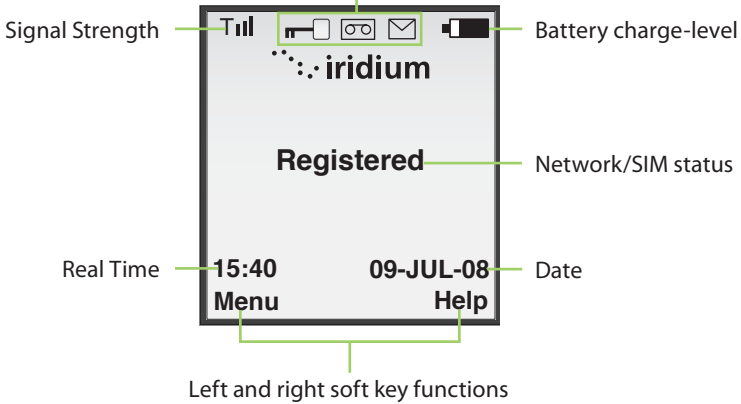 Signal Strength
Battery charge-level
iridium
Registered
Network/SIM status
Real Time
15:40
09-JUL-08
Date
Menu
Help
Left and right soft key functions